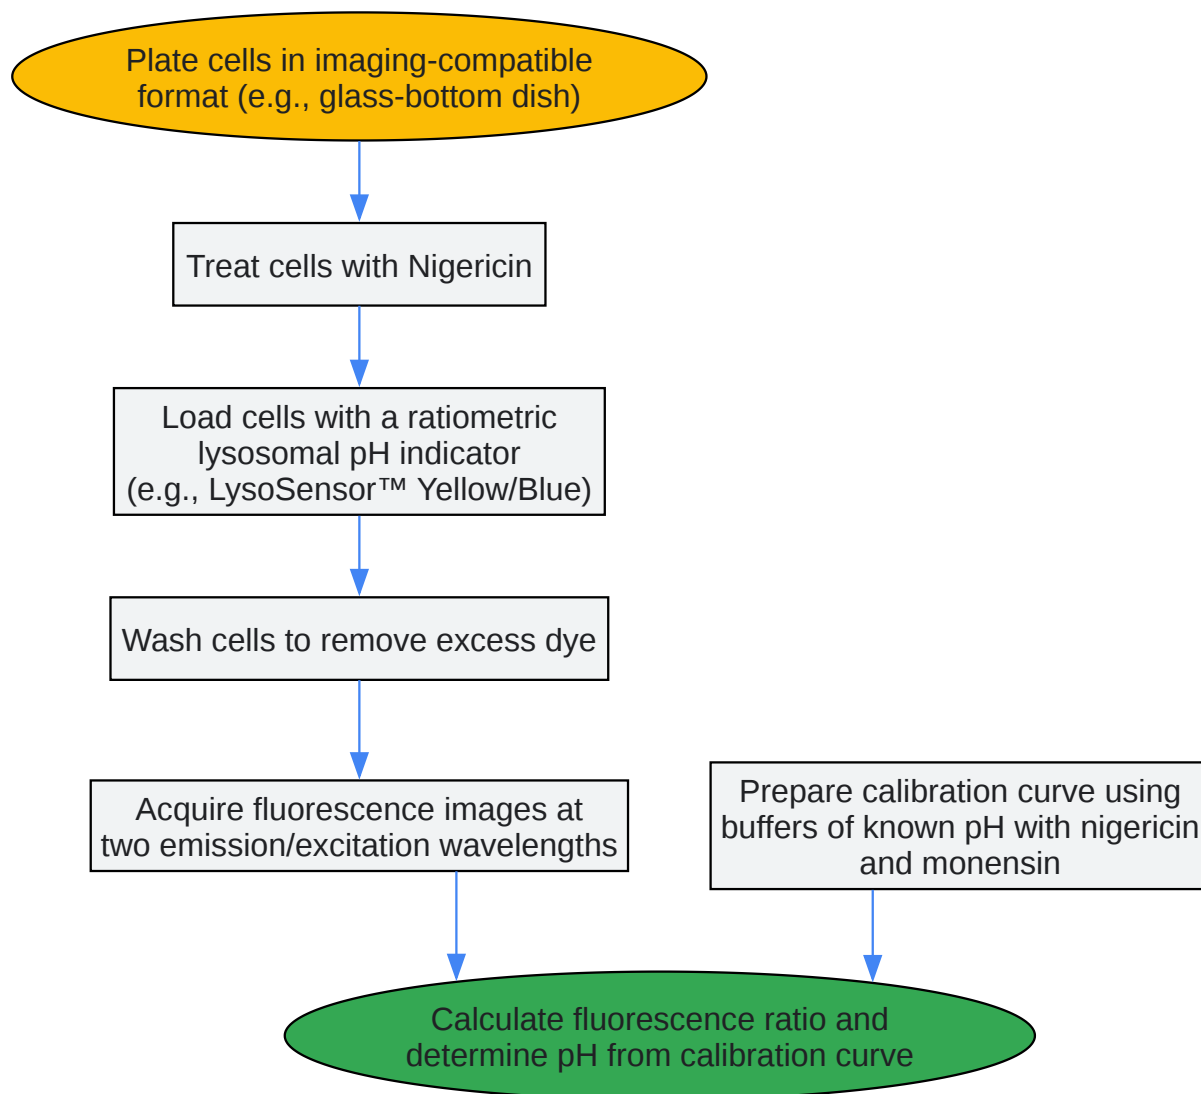 Plate cells in imaging-compatible
format (e.g., glass-bottom dish)
Treat cells with Nigericin
Load cells with a ratiometric
lysosomal pH indicator
(e.g., LysoSensor™ Yellow/Blue)
Wash cells to remove excess dye
Acquire fluorescence images at
two emission/excitation wavelengths
Prepare calibration curve using
buffers of known pH with nigericin
and monensin
Calculate fluorescence ratio and
determine pH from calibration curve